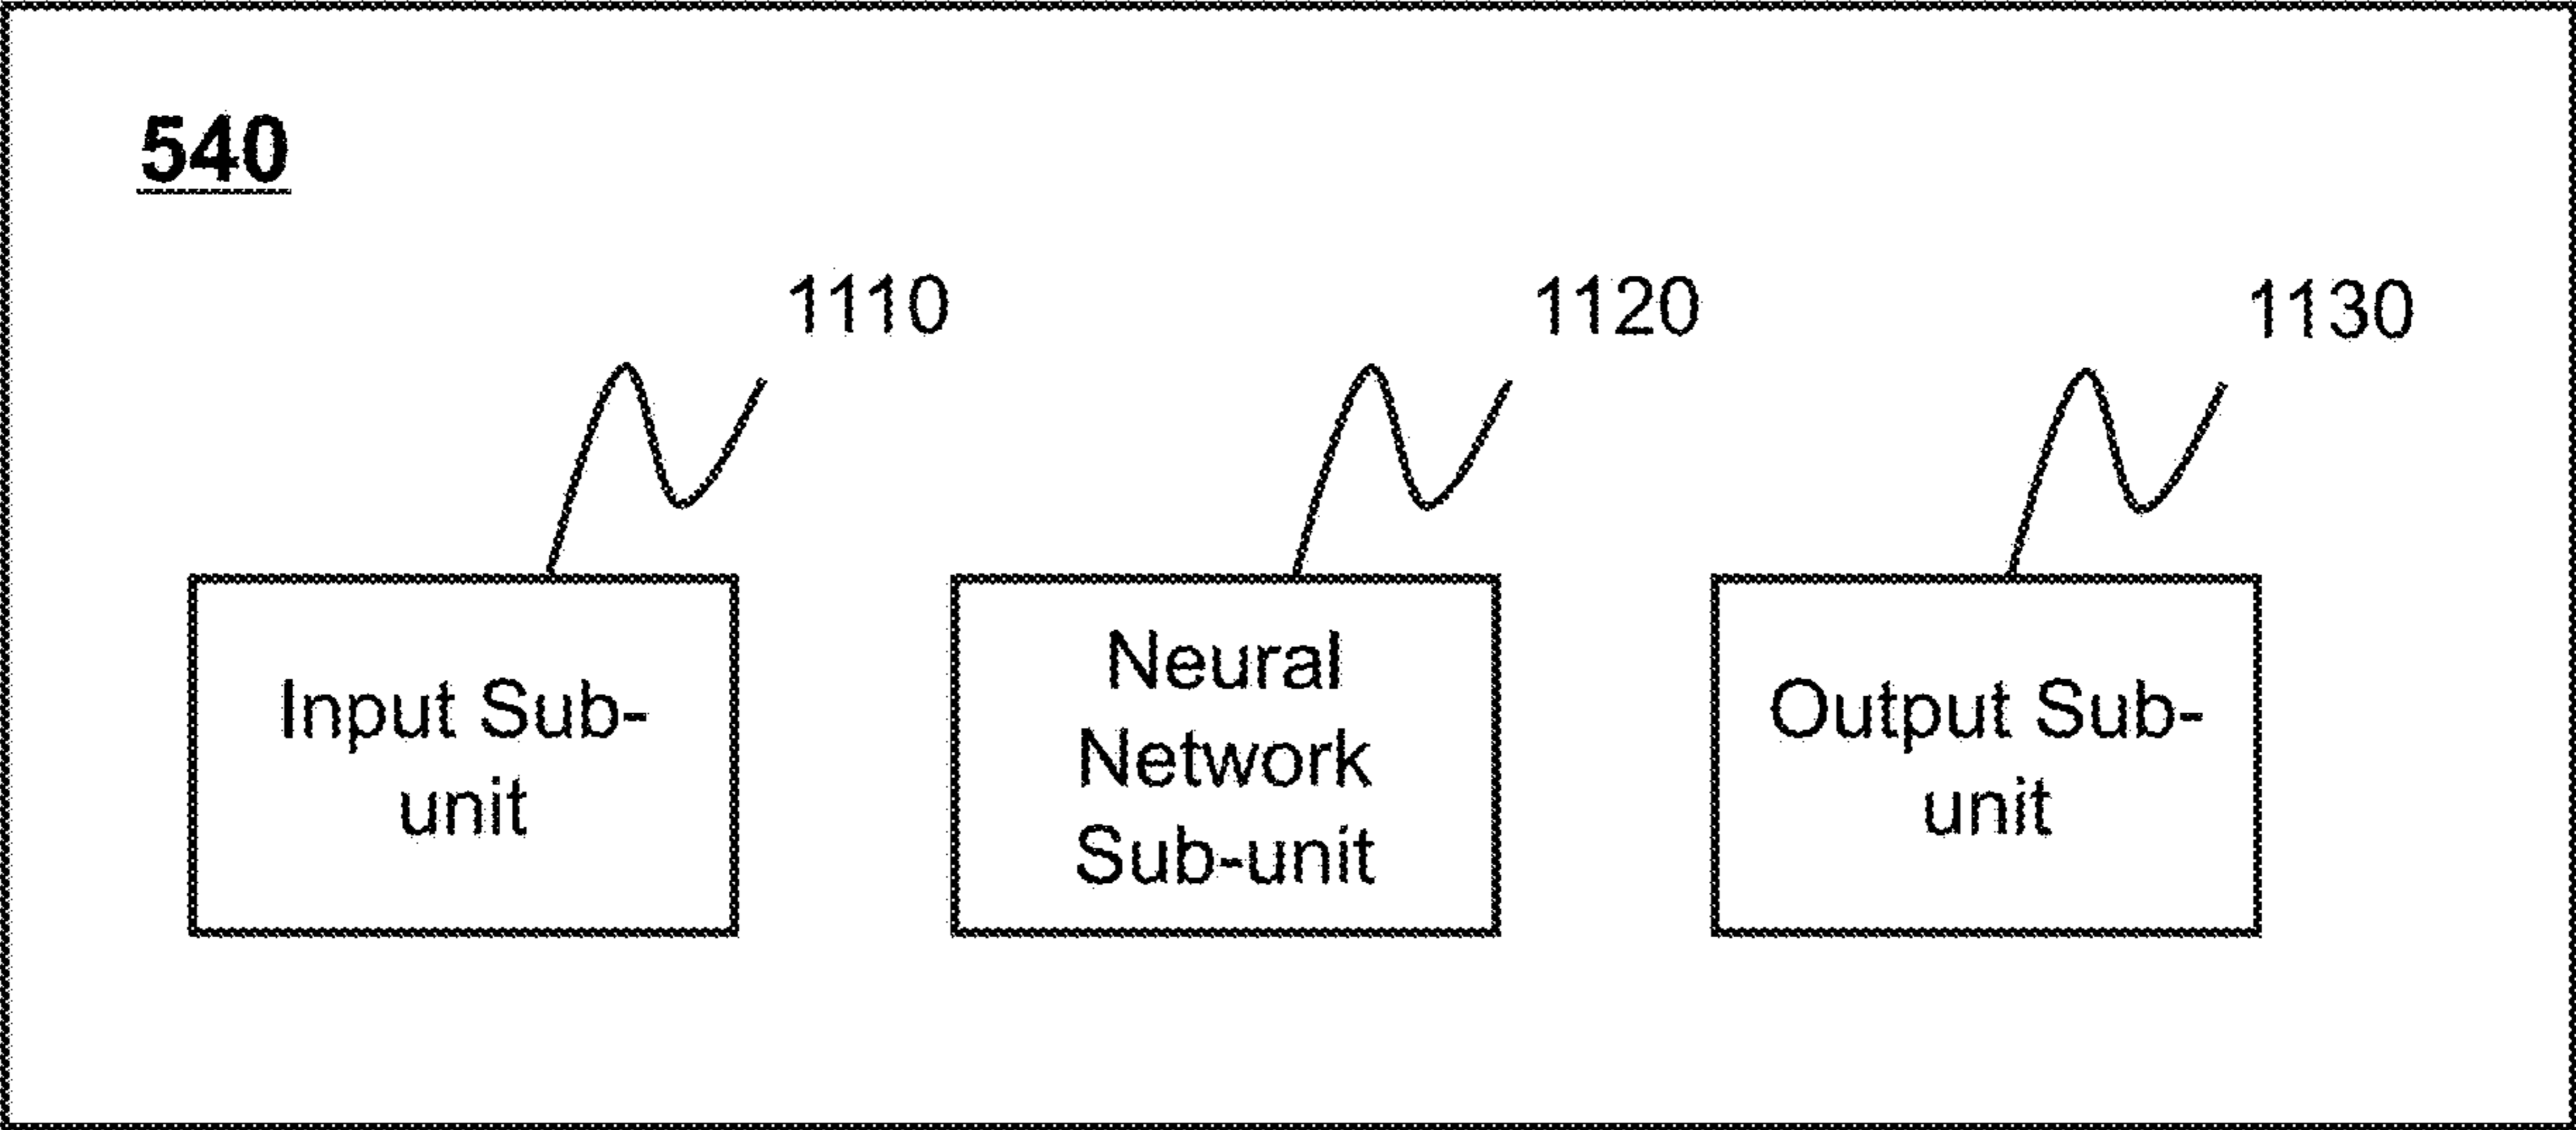 540
1110
1120
1130
Input Sub-
unit
Neural
Network
Sub-unit
Output Sub-
unit